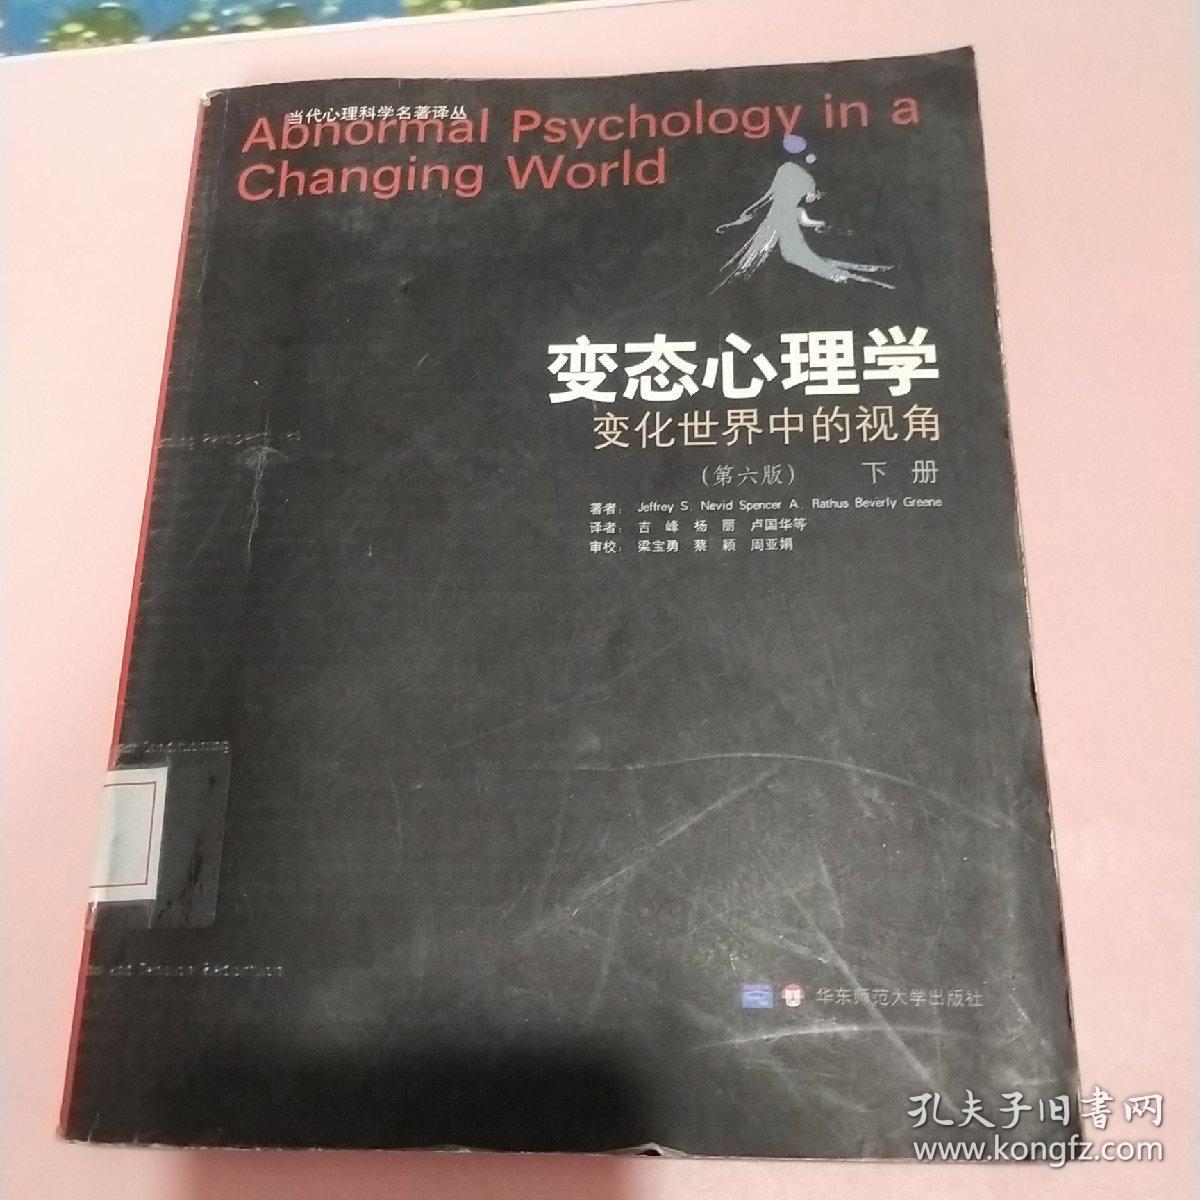 当代心理科学名著译丛
Abnormal Psychology in a
Changing World
变态心理学
变化世界中的视角
(第六版) 下册
著者: Jeffrey S. Nevid Spencer A. Rathus Beverly Greene
译者: 吉峰 杨丽 卢国华等
审校: 梁宝勇 蔡颖 周亚娟
Conditioning
华东师范大学出版社
孔夫子旧书网
www.kongfz.com